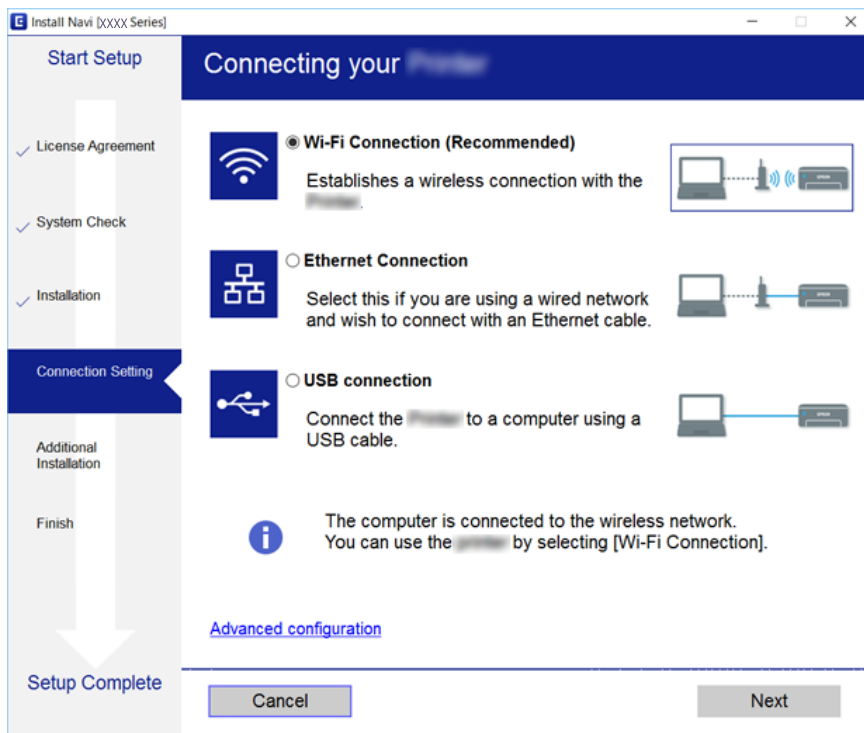 E Install Navi [XXXX Series]
Start Setup
Connecting your
License Agreement
System Check
Installation
Connection Setting
Additional
Installation
Finish
Setup Complete
Wi-Fi Connection (Recommended)
Establishes a wireless connection with the
.
Ethernet Connection
Select this if you are using a wired network
and wish to connect with an Ethernet cable.
USB connection
Connect the to a computer using a
USB cable.
The computer is connected to the wireless network.
You can use the by selecting [Wi-Fi Connection].
Advanced configuration
Cancel
Next